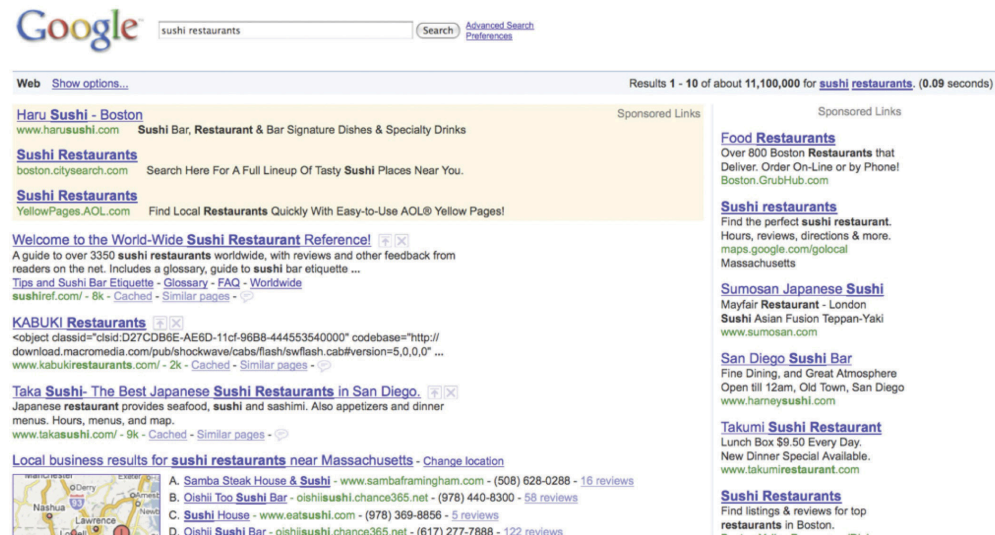 Google
sushi restaurants
Search
Advanced Search
Preferences
Web Show options...
Results 1 - 10 of about 11,100,000 for sushi restaurants. (0.09 seconds)
Sponsored Links
Haru Sushi - Boston
www.harusushi.com Sushi Bar, Restaurant & Bar Signature Dishes & Specialty Drinks
Sushi Restaurants
boston.citysearch.com Search Here For A Full Lineup Of Tasty Sushi Places Near You.
Sushi Restaurants
YellowPages.AOL.com Find Local Restaurants Quickly With Easy-to-Use AOL® Yellow Pages!
Welcome to the World-Wide Sushi Restaurant Reference!
A guide to over 3350 sushi restaurants worldwide, with reviews and other feedback from
readers on the net. Includes a glossary, guide to sushi bar etiquette ...
Tips and Sushi Bar Etiquette - Glossary - FAQ - Worldwide
sushiref.com/ - 8k - Cached - Similar pages -
KABUKI Restaurants
<object classid="clsid:D27CDB6E-AE6D-11cf-96B8-444553540000" codebase="http://
download.macromedia.com/pub/shockwave/cabs/flash/swflash.cab#version=5,0,0,0" ...
www.kabukirestaurants.com/ - 2k - Cached - Similar pages -
Taka Sushi- The Best Japanese Sushi Restaurants in San Diego.
Japanese restaurant provides seafood, sushi and sashimi. Also appetizers and dinner
menus. Hours, menus, and map.
www.takasushi.com/ - 9k - Cached - Similar pages -
Local business results for sushi restaurants near Massachusetts - Change location
Derry
Nashua
93
Lawrence
A. Samba Steak House & Sushi - www.sambaframingham.com - (508) 628-0288 - 16 reviews
B. Oishii Too Sushi Bar - oishiisushi.chance365.net - (978) 440-8300 - 58 reviews
C. Sushi House - www.eatsushi.com - (978) 369-8856 - 5 reviews
D. Oishii Sushi Bar - oishiisushi.chance365.net - (617) 277-7888 - 122 reviews
Sponsored Links
Food Restaurants
Over 800 Boston Restaurants that
Deliver. Order On-Line or by Phone!
Boston.GrubHub.com
Sushi restaurants
Find the perfect sushi restaurant.
Hours, reviews, directions & more.
maps.google.com/golocal
Massachusetts
Sumosan Japanese Sushi
Mayfair Restaurant - London
Sushi Asian Fusion Teppan-Yaki
www.sumosan.com
San Diego Sushi Bar
Fine Dining, and Great Atmosphere
Open till 12am, Old Town, San Diego
www.harneysushi.com
Takumi Sushi Restaurant
Lunch Box $9.50 Every Day.
New Dinner Special Available.
www.takumirestaurant.com
Sushi Restaurants
Find listings & reviews for top
restaurants in Boston.